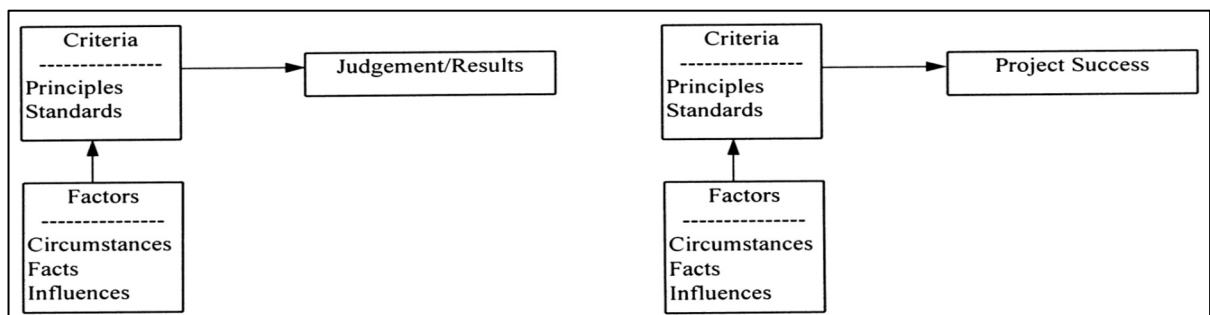 Criteria
---------------
Principles
Standards
Judgement/Results
Factors
---------------
Circumstances
Facts
Influences
Criteria
---------------
Principles
Standards
Project Success
Factors
---------------
Circumstances
Facts
Influences